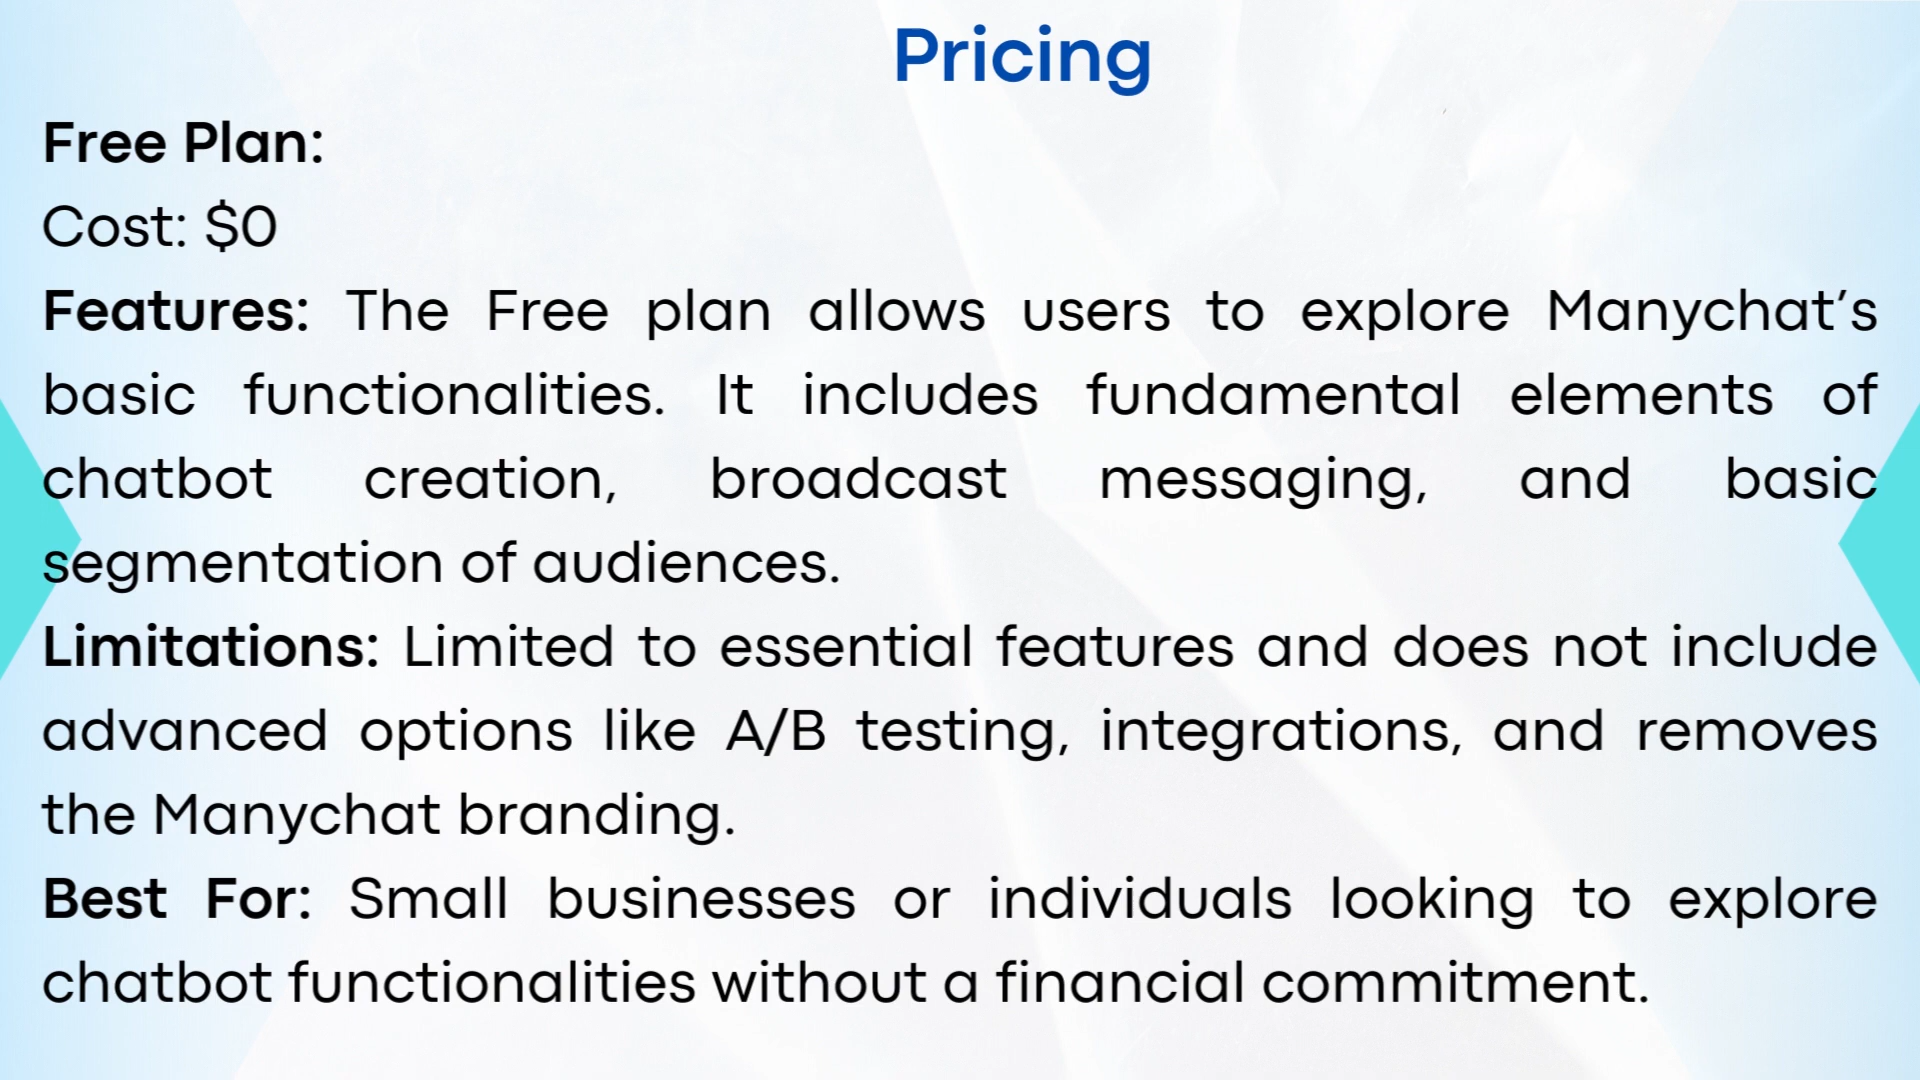 Pricing
Free Plan:
Cost: $0
Features: The Free plan allows users to explore Manychat’s
basic functionalities. It includes fundamental elements of
chatbot creation, broadcast messaging, and basic
segmentation of audiences.
Limitations: Limited to essential features and does not include
advanced options like A/B testing, integrations, and removes
the Manychat branding.
Best For: Small businesses or individuals looking to explore
chatbot functionalities without a financial commitment.